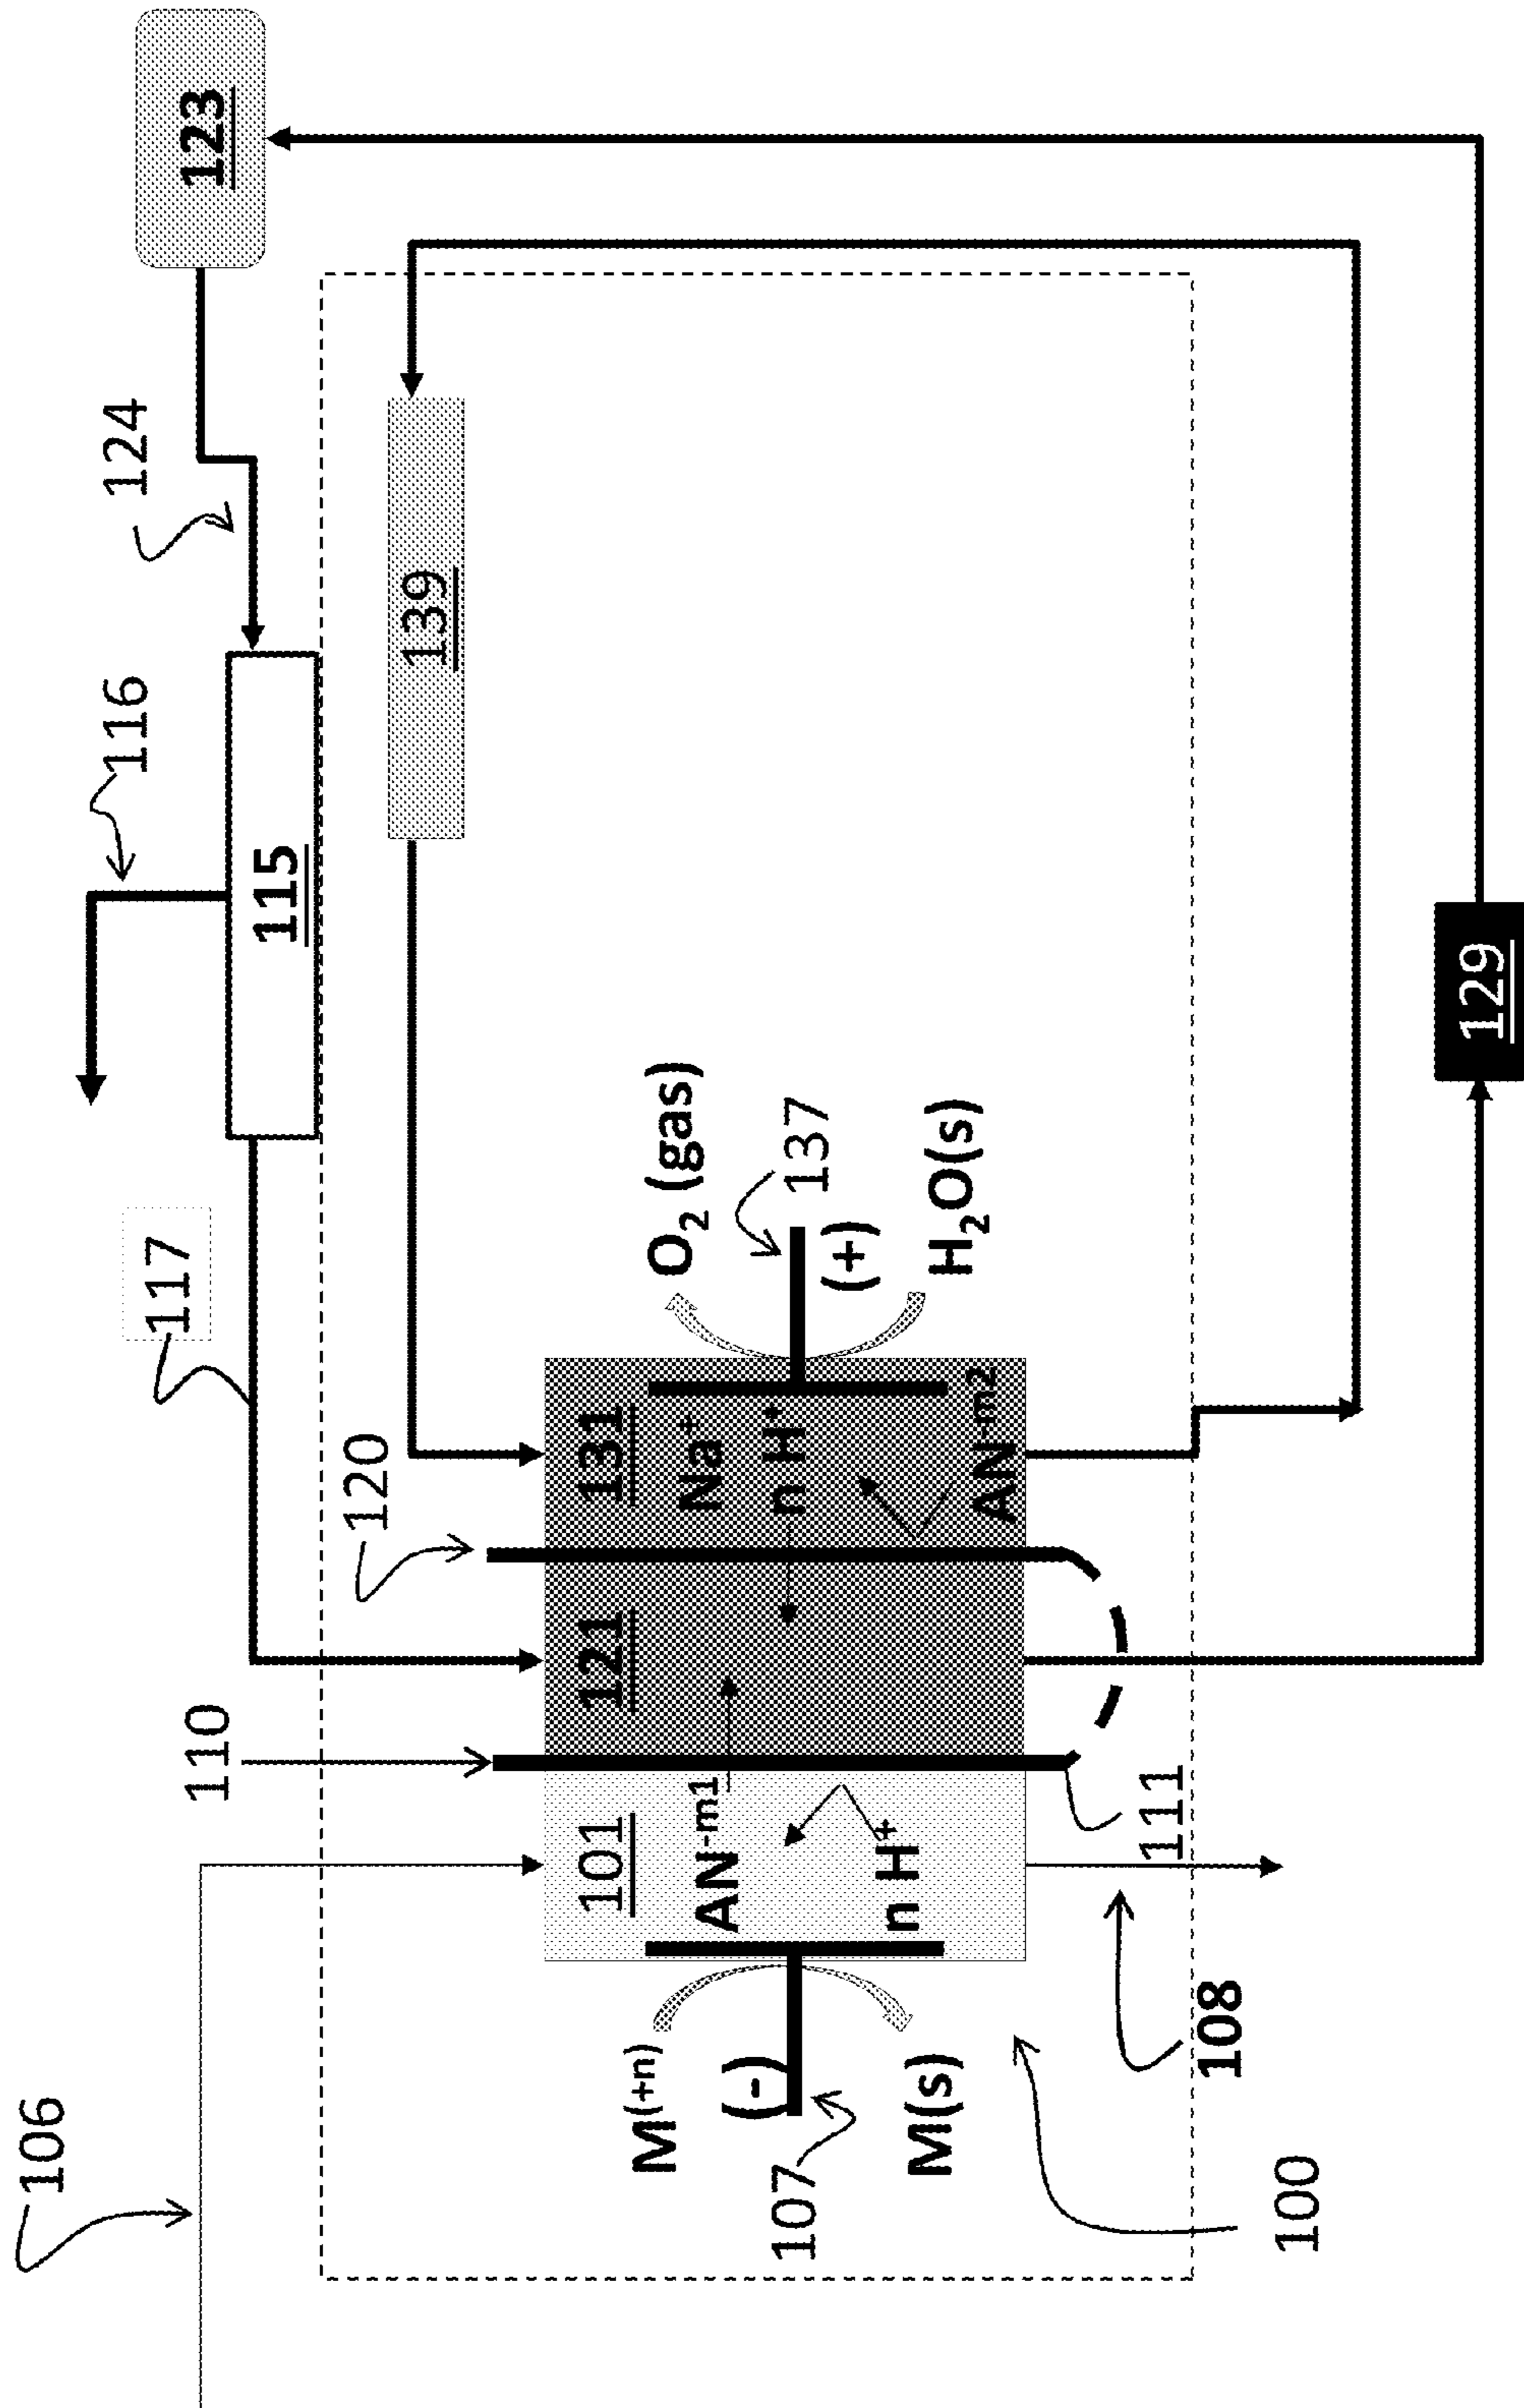 106
110
120
117
116
124
123
115
139
101
121
131
AN⁻ᵐ¹
n H⁺
Na⁺
n H⁺
AN⁻ᵐ²
M⁽⁺ⁿ⁾
(-)
107
M(s)
O₂ (gas)
137
(+)
H₂O(s)
100
108
111
129